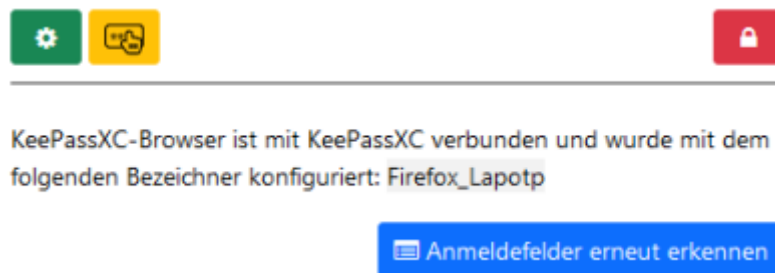 KeePassXC-Browser ist mit KeePassXC verbunden und wurde mit dem
folgenden Bezeichner konfiguriert: Firefox_Lapotp
Anmeldefelder erneut erkennen